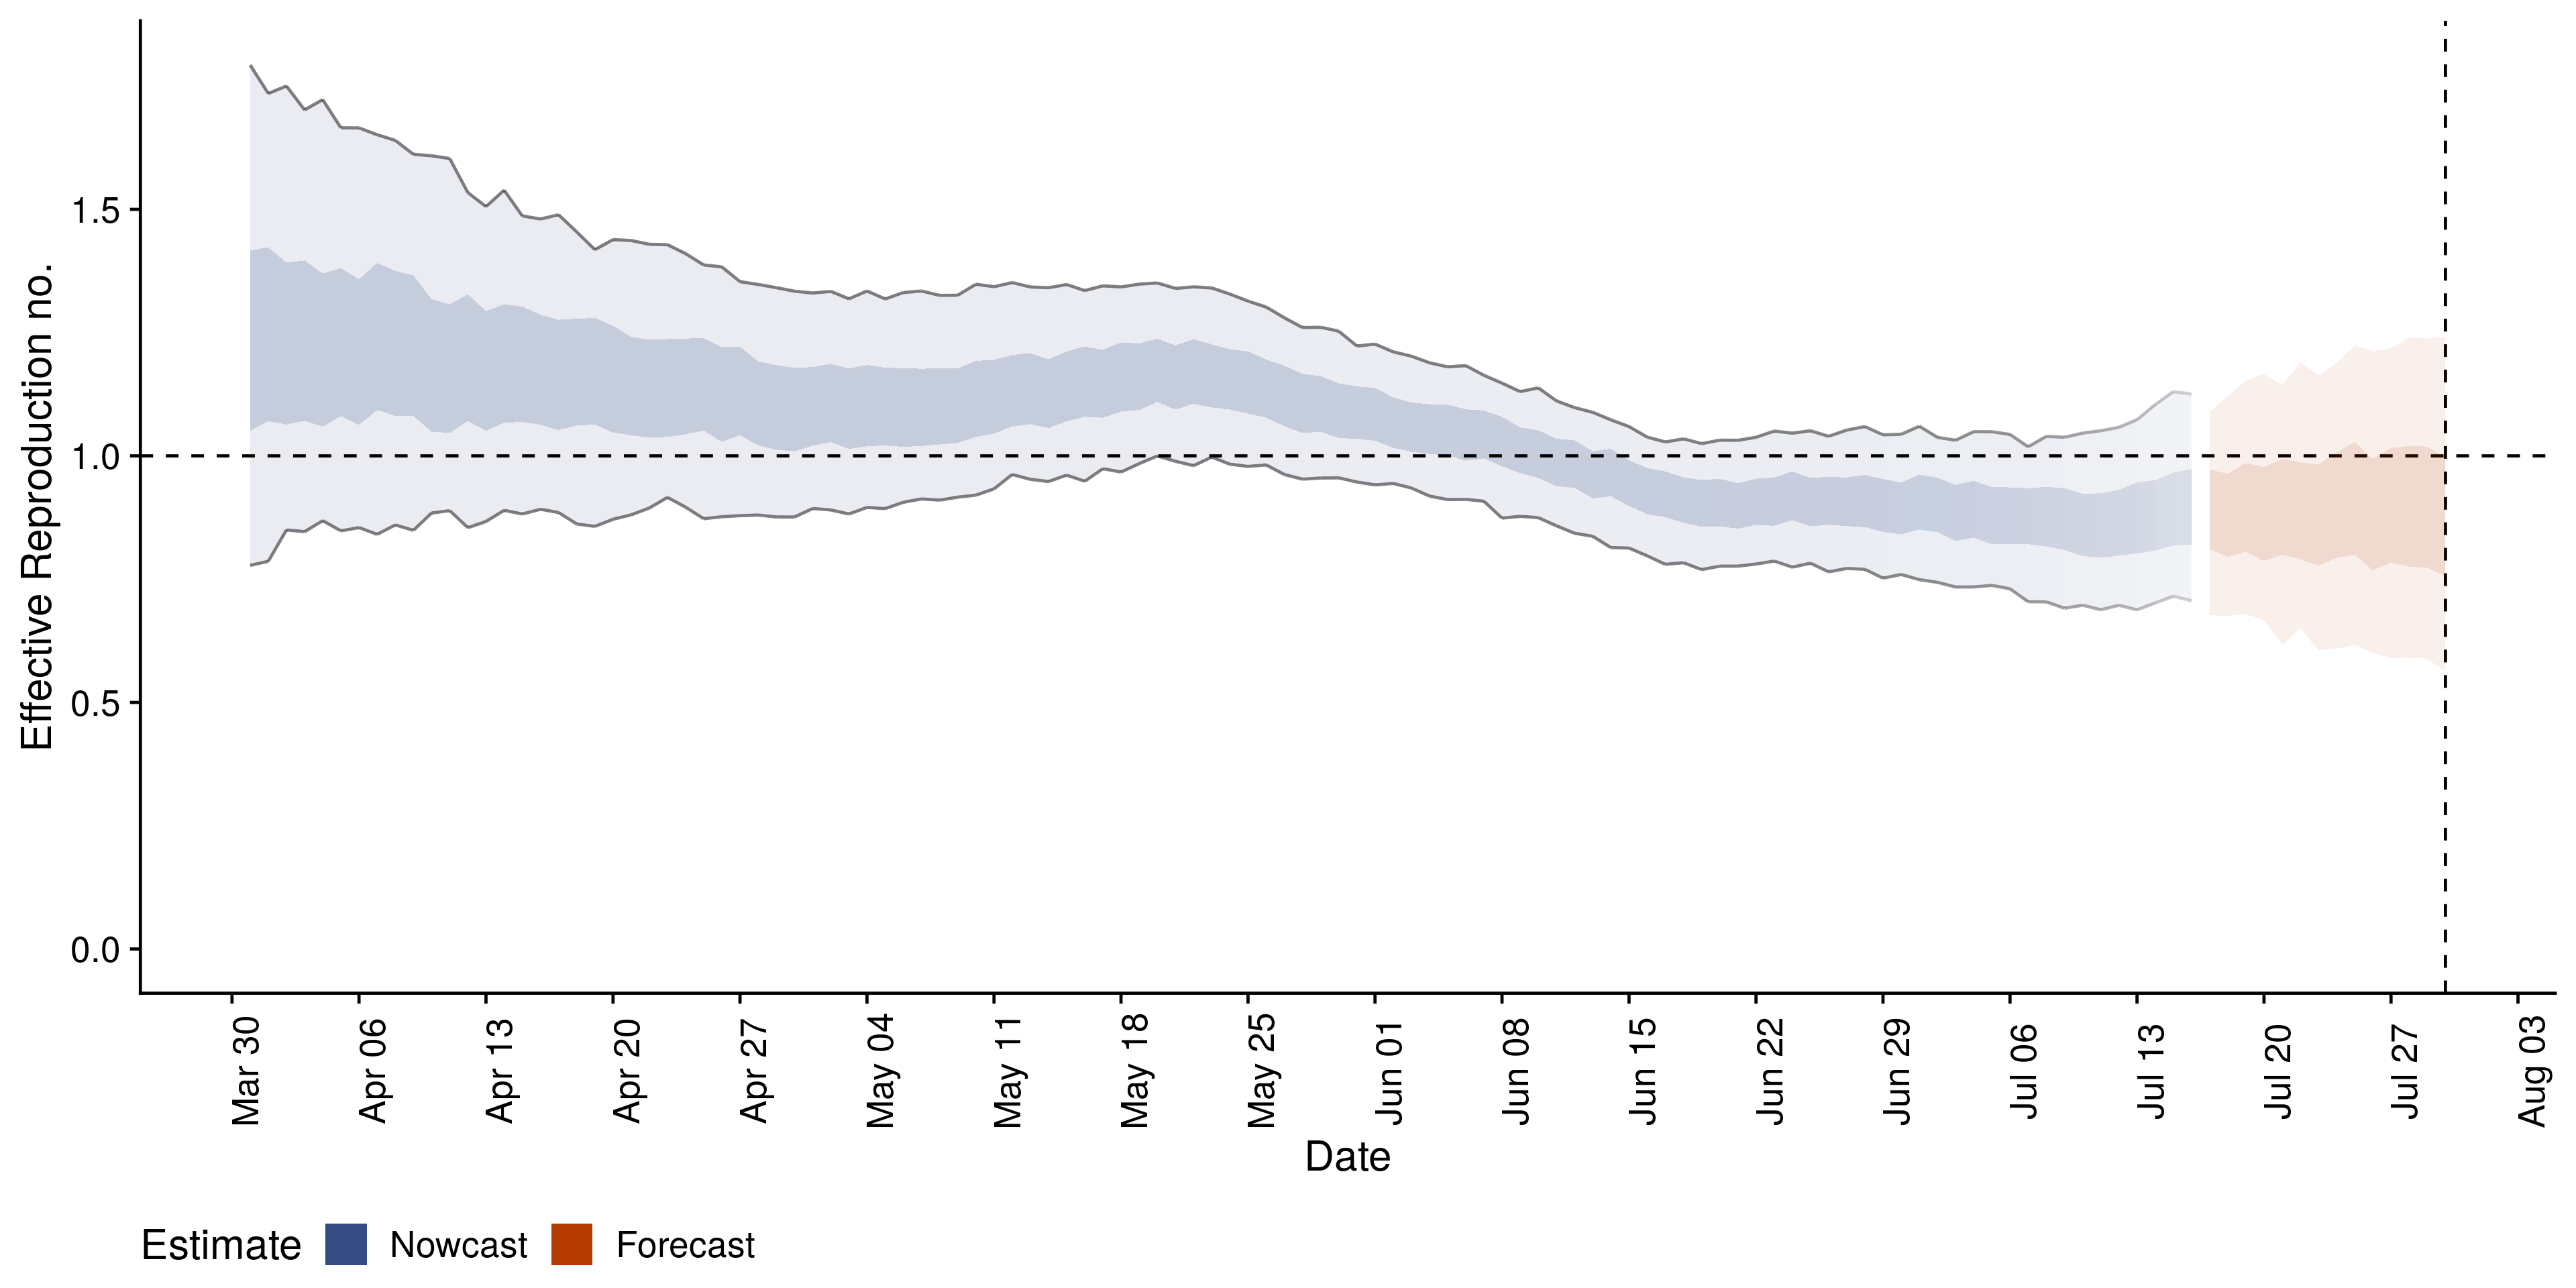 Effective Reproduction no.
1.5
1.0
0.5
0.0
Mar 30
Apr 06
Apr 13
Apr 20
Apr 27
May 04
May 11
May 18
May 25
Jun 01
Jun 08
Jun 15
Jun 22
Jun 29
Jul 06
Jul 13
Jul 20
Jul 27
Aug 03
Date
Estimate Nowcast Forecast